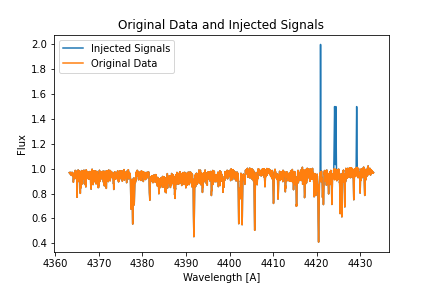 Original Data and Injected Signals
Injected Signals
Original Data
Flux
2.0
1.8
1.6
1.4
1.2
1.0
0.8
0.6
0.4
4360 4370 4380 4390 4400 4410 4420 4430
Wavelength [A]